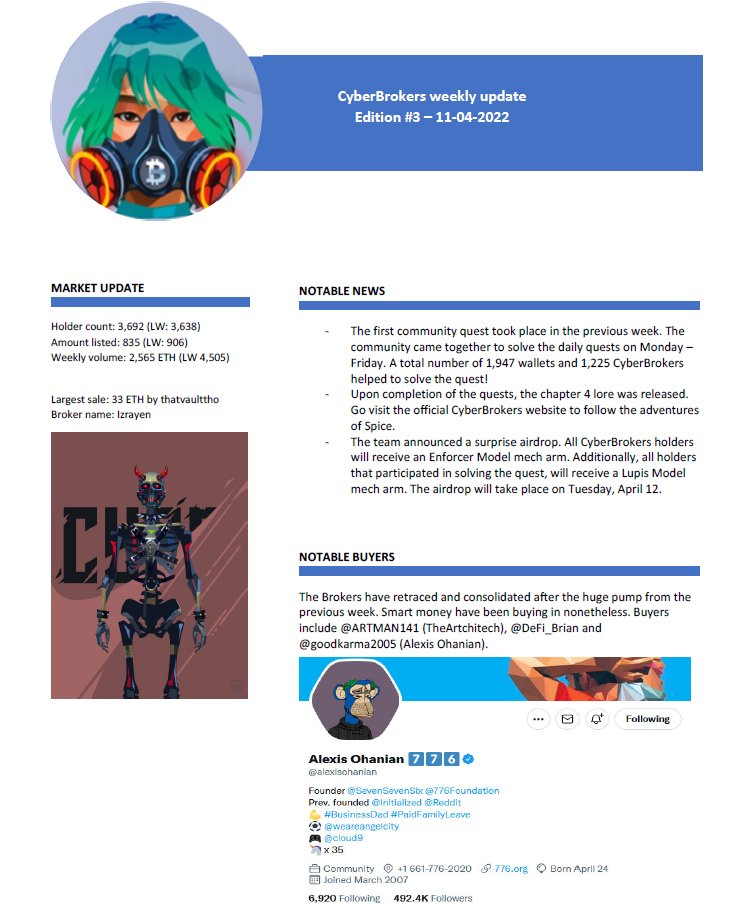 CyberBrokers weekly update
Edition #3 – 11-04-2022
MARKET UPDATE
Holder count: 3,692 (LW: 3,638)
Amount listed: 835 (LW: 906)
Weekly volume: 2,565 ETH (LW 4,505)
Largest sale: 33 ETH by thatvaulttho
Broker name: Izrayen
NOTABLE NEWS
- The first community quest took place in the previous week. The
community came together to solve the daily quests on Monday –
Friday. A total number of 1,947 wallets and 1,225 CyberBrokers
helped to solve the quest!
- Upon completion of the quests, the chapter 4 lore was released.
Go visit the official CyberBrokers website to follow the adventures
of Spice.
- The team announced a surprise airdrop. All CyberBrokers holders
will receive an Enforcer Model mech arm. Additionally, all holders
that participated in solving the quest, will receive a Lupis Model
mech arm. The airdrop will take place on Tuesday, April 12.
NOTABLE BUYERS
The Brokers have retraced and consolidated after the huge pump from the
previous week. Smart money have been buying in nonetheless. Buyers
include @ARTMAN141 (TheArtchitech), @DeFi_Brian and
@goodkarma2005 (Alexis Ohanian).
Following
Alexis Ohanian 7 7 6
@alexisohanian
Founder @SevenSevenSix @776Foundation
Prev. founded @Initialized @Reddit
💪 #BusinessDad #PaidFamilyLeave
⚽ @weareangelcity
🎮 @cloud9
🦄 x 35
Community +1 661-776-2020 776.org Born April 24
Joined March 2007
6,920 Following 492.4K Followers